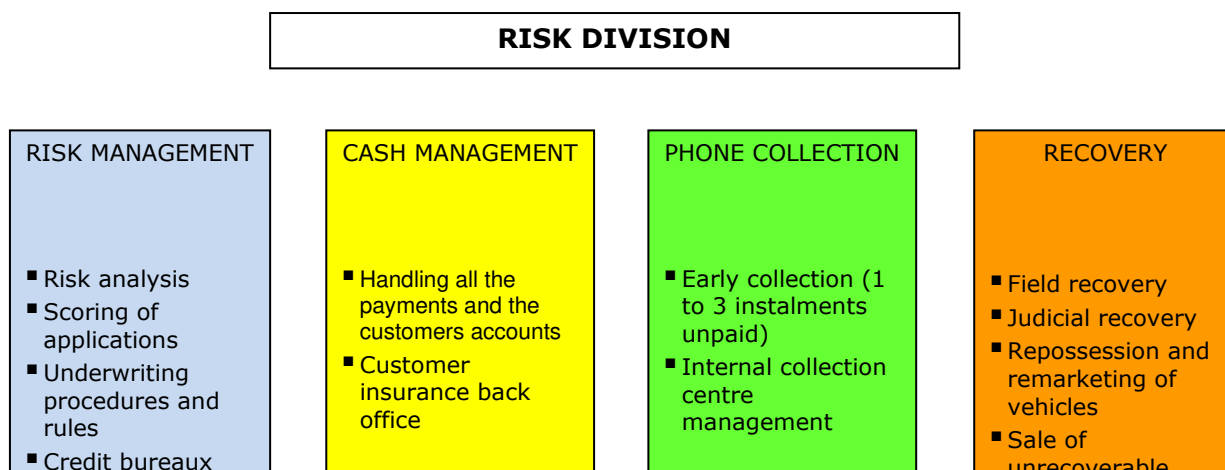 RISK DIVISION
RISK MANAGEMENT
▪ Risk analysis
▪ Scoring of
applications
▪ Underwriting
procedures and
rules
▪ Credit bureaux
CASH MANAGEMENT
▪ Handling all the
payments and the
customers accounts
▪ Customer
insurance back
office
PHONE COLLECTION
▪ Early collection (1
to 3 instalments
unpaid)
▪ Internal collection
centre
management
RECOVERY
▪ Field recovery
▪ Judicial recovery
▪ Repossession and
remarketing of
vehicles
▪ Sale of
unrecoverable